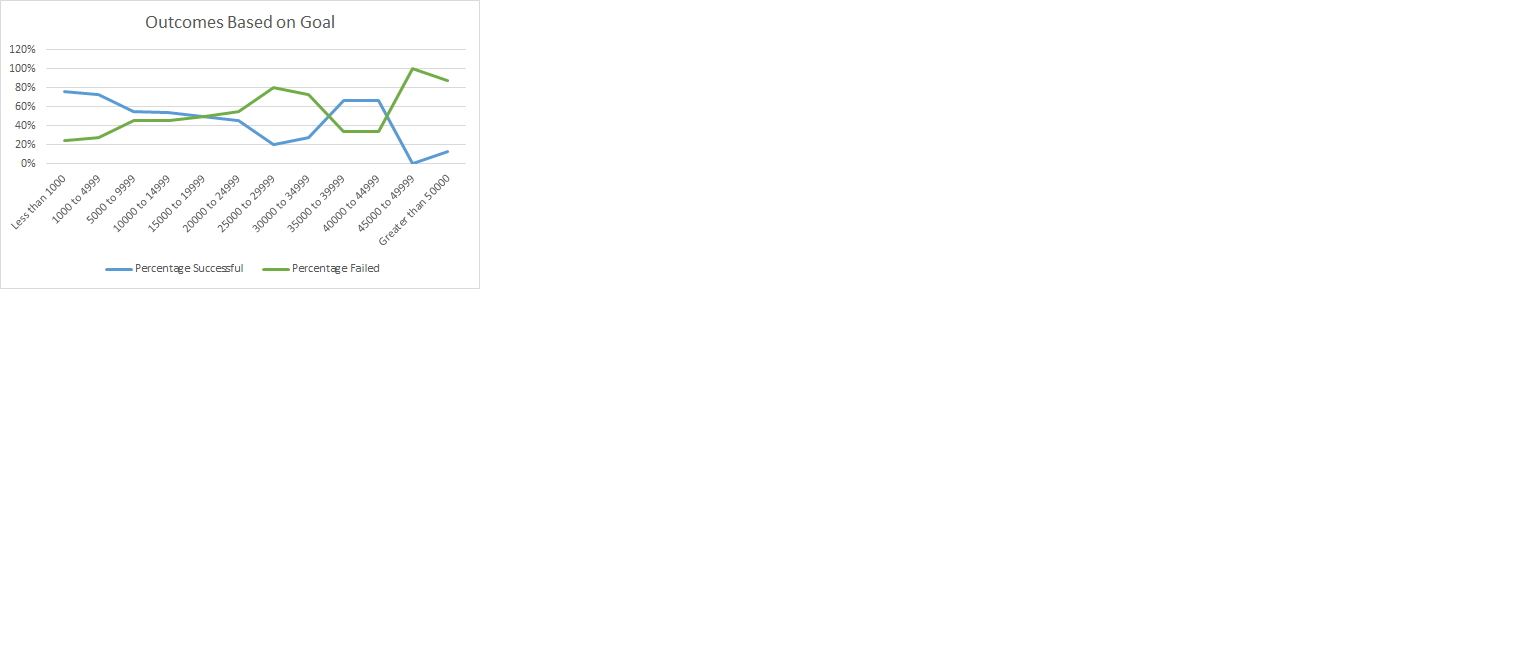 Outcomes Based on Goal
120%
100%
80%
60%
40%
20%
0%
Less than 1000
1000 to 4999
5000 to 9999
10000 to 14999
15000 to 19999
20000 to 24999
25000 to 29999
30000 to 34999
35000 to 39999
40000 to 44999
45000 to 49999
Greater than 50000
Percentage Successful
Percentage Failed